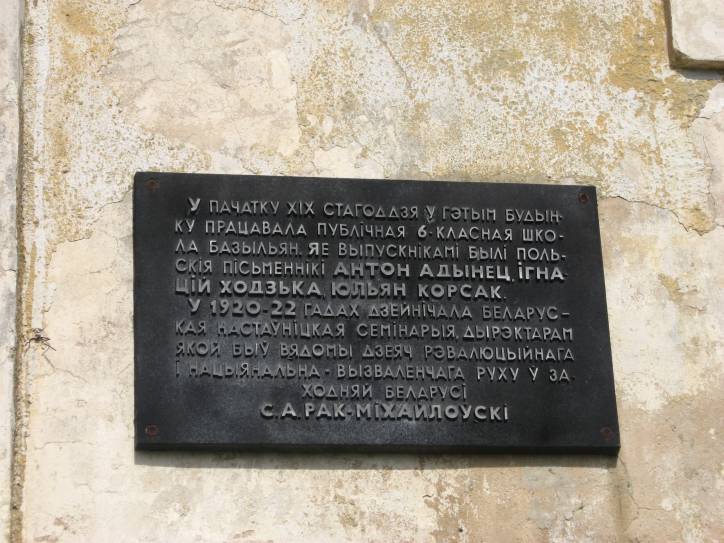 У ПАЧАТКУ XIX СТАГОДДЗЯ Ў ГЭТЫМ БУДЫН-
КУ ПРАЦАВАЛА ПУБЛІЧНАЯ 6-КЛАСНАЯ ШКО-
ЛА БАЗЫЛЬЯН. ЯЕ ВЫПУСКНІКАМІ БЫЛІ ПОЛЬ-
СКІЯ ПІСЬМЕННІКІ АНТОН АДЫНЕЦ, ІГНА-
ЦІЙ ХОДЗЬКА, ЮЛЬЯН КОРСАК.
У 1920-22 ГАДАХ ДЗЕЙНІЧАЛА БЕЛАРУС-
КАЯ НАСТАЎНІЦКАЯ СЕМІНАРЫЯ, ДЫРЭКТАРАМ
ЯКОЙ БЫЎ ВЯДОМЫ ДЗЕЯЧ РЭВАЛЮЦЫЙНАГА
І НАЦЫЯНАЛЬНА-ВЫЗВАЛЕНЧАГА РУХУ Ў ЗА-
ХОДНЯЙ БЕЛАРУСІ
С.А.РАК-МІХАЙЛОЎСКІ